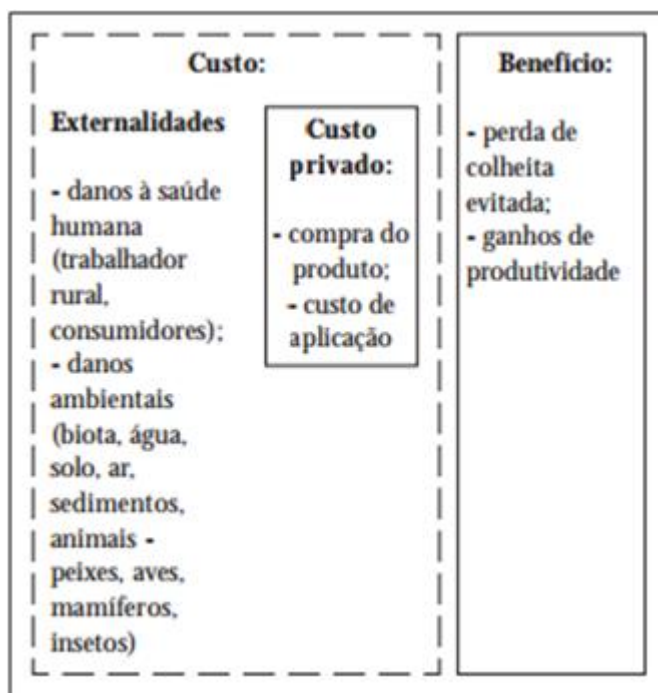 Custo:
Externalidades
- danos à saúde
humana
(trabalhador
rural,
consumidores);
- danos
ambientais
(biota, água,
solo, ar,
sedimentos,
animais -
peixes, aves,
mamíferos,
insetos)
Custo
privado:
- compra do
produto;
- custo de
aplicação
Benefício:
- perda de
colheita
evitada;
- ganhos de
produtividade